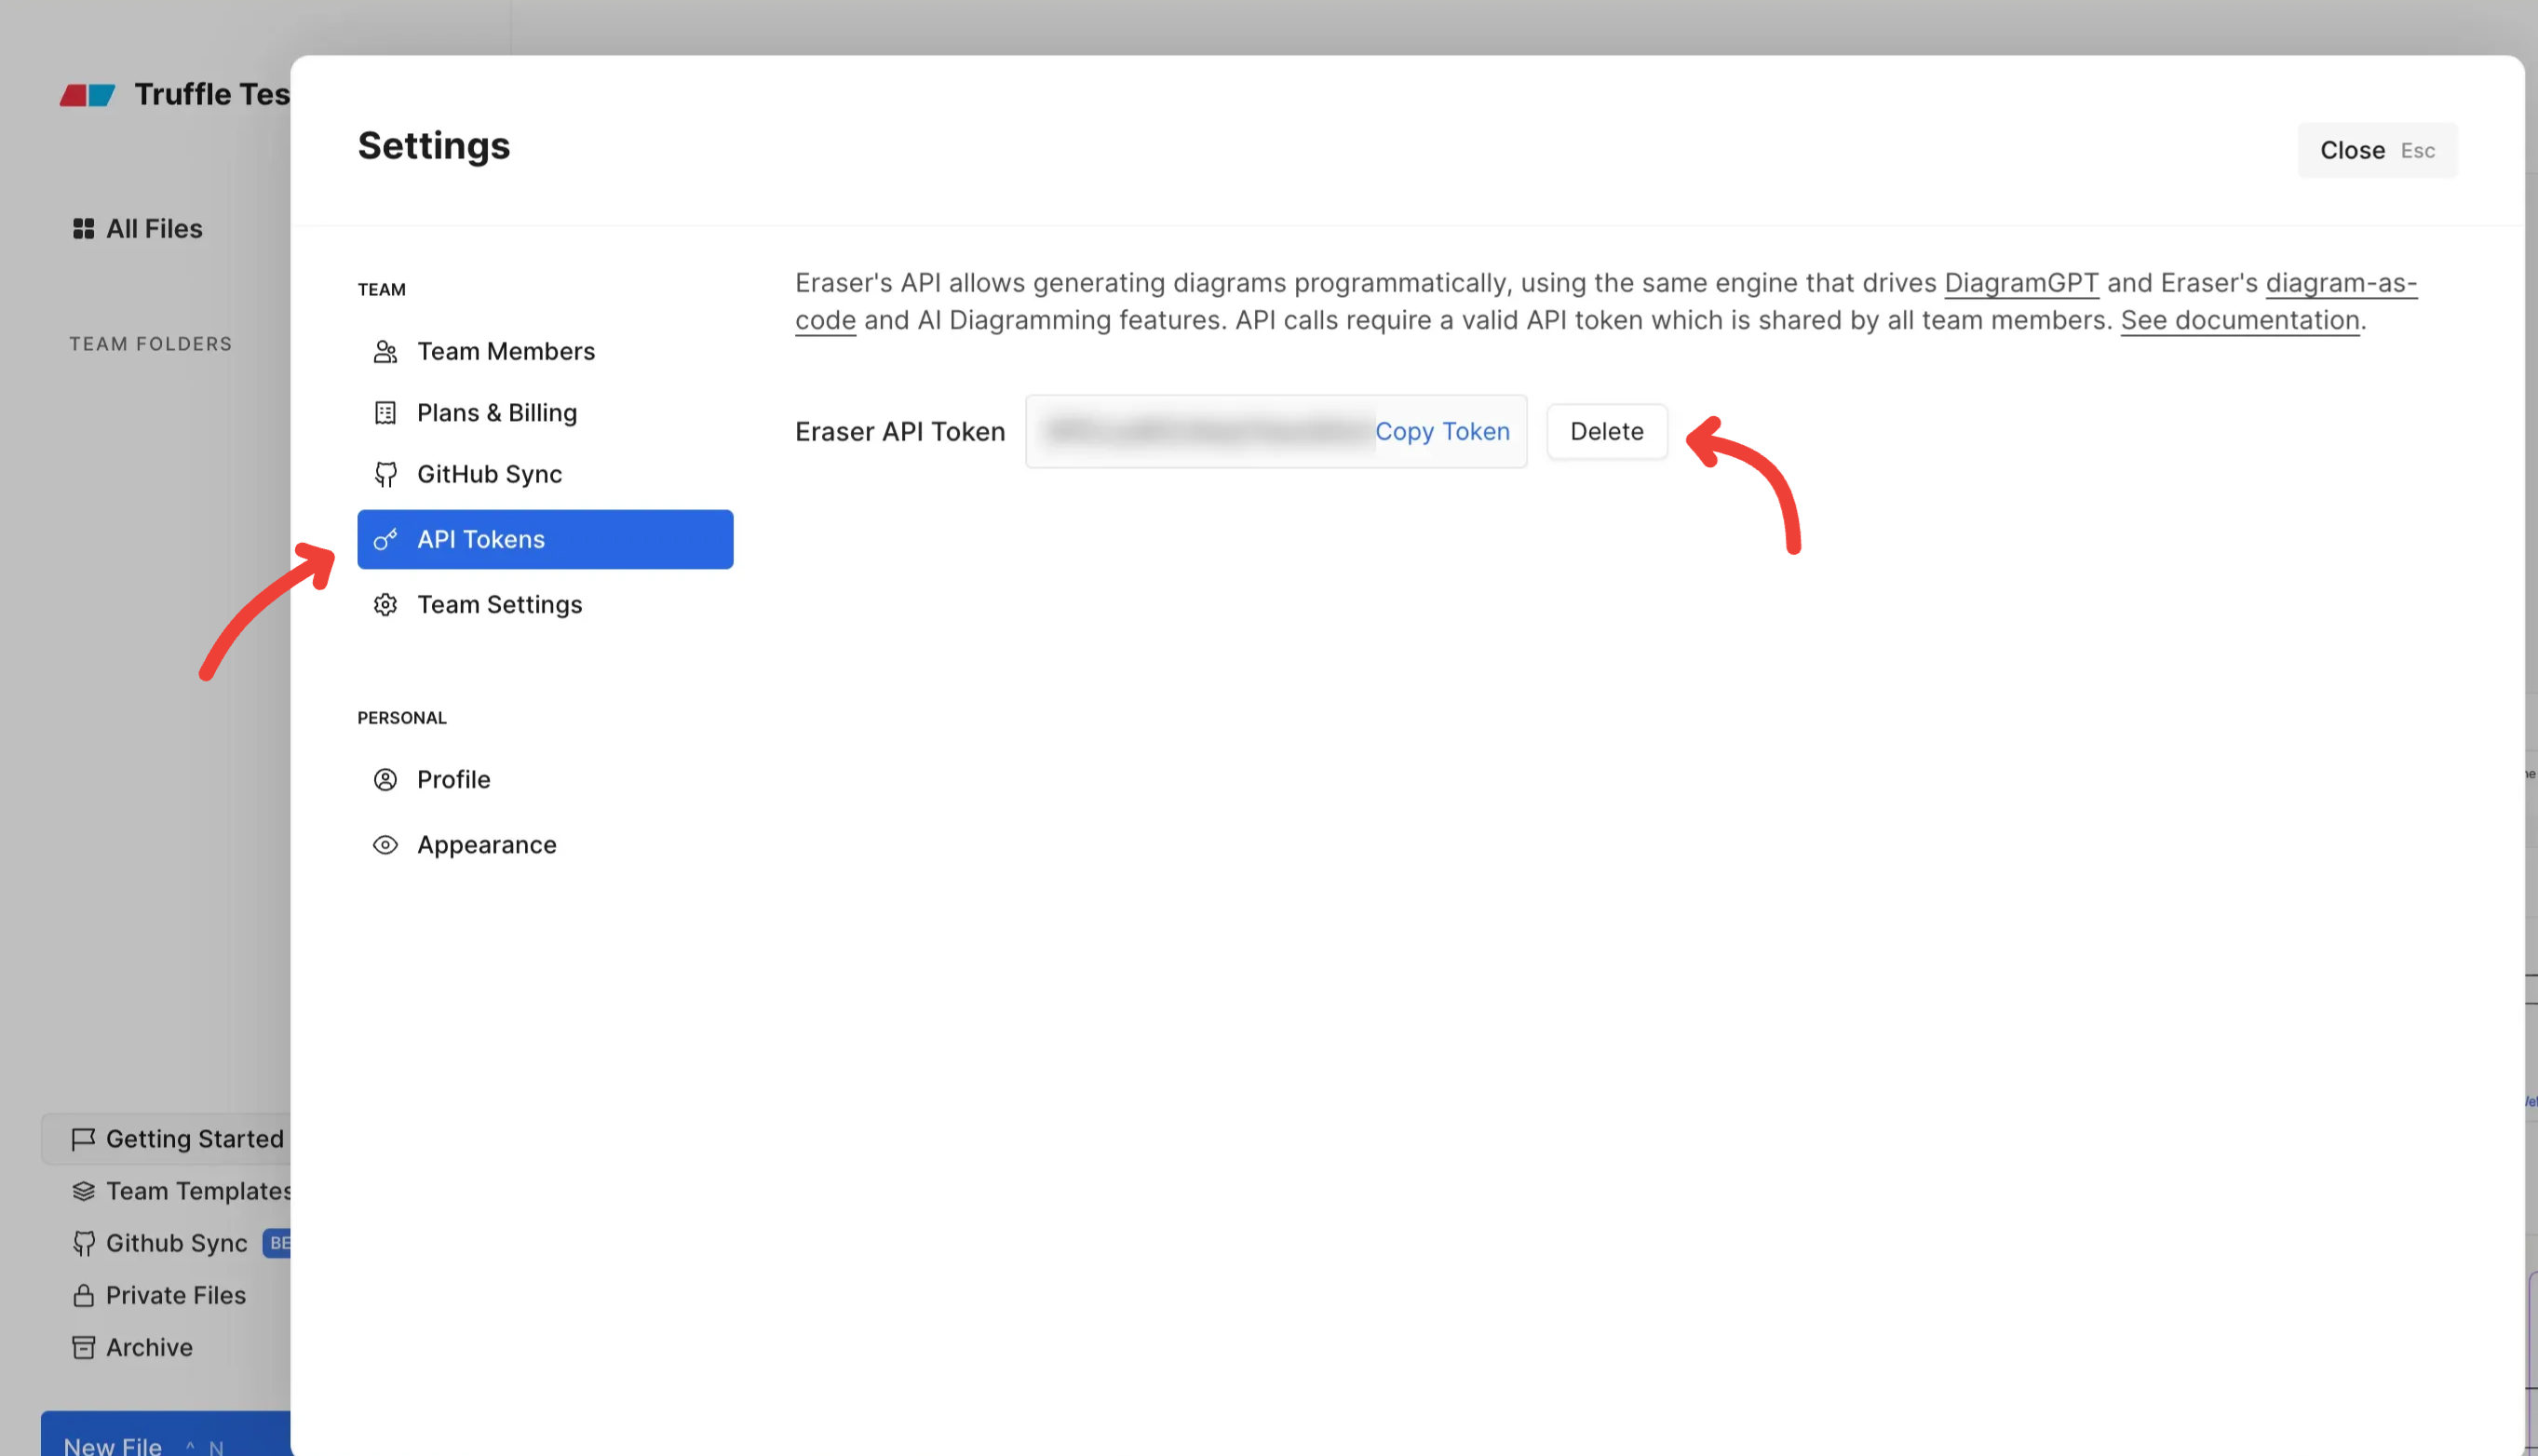 Truffle Tes
All Files
TEAM FOLDERS
Getting Started
Team Templates
Github Sync BE
Private Files
Archive
New File ^ N
Settings
Close Esc
TEAM
Team Members
Plans & Billing
GitHub Sync
API Tokens
Team Settings
PERSONAL
Profile
Appearance
Eraser's API allows generating diagrams programmatically, using the same engine that drives DiagramGPT and Eraser's diagram-as-
code and AI Diagramming features. API calls require a valid API token which is shared by all team members. See documentation.
Eraser API Token Copy Token Delete